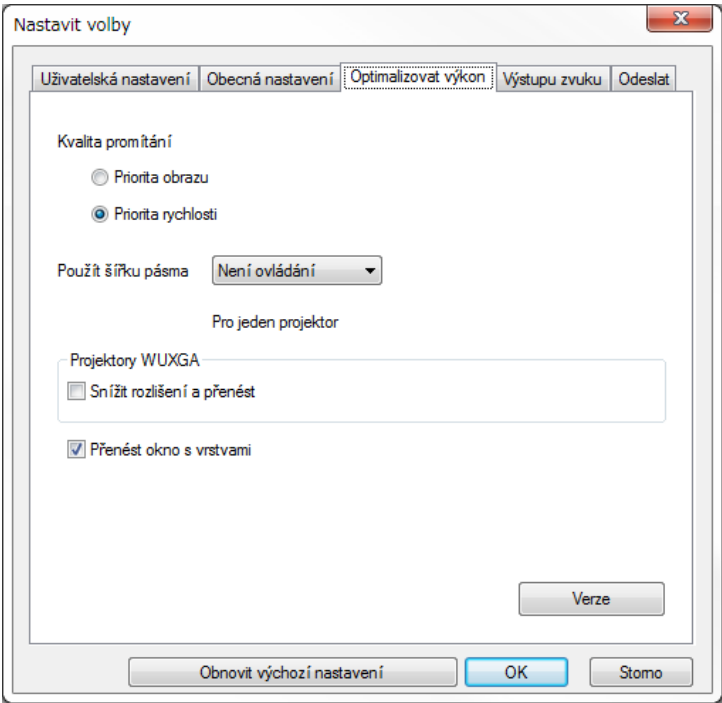 Nastavit volby
Uživatelská nastavení Obecná nastavení Optimalizovat výkon Výstupu zvuku Odeslat
Kvalita promítání
Priorita obrazu
Priorita rychlosti
Použít šířku pásma Není ovládání
Pro jeden projektor
Projektory WUXGA
Snížit rozlišení a přenést
Přenést okno s vrstvami
Verze
Obnovit výchozí nastavení OK Storno